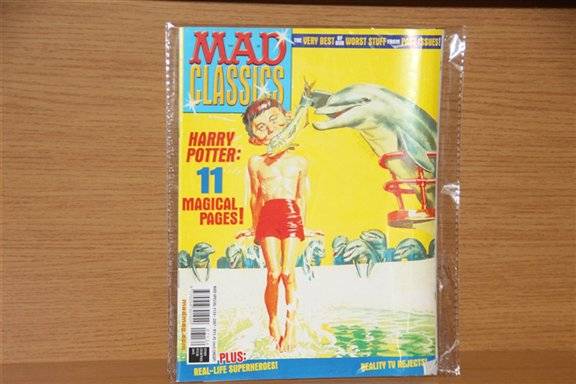 MAD
CLASSICS
THE VERY BEST OF OUR WORST STUFF FROM PAST ISSUES!
HARRY
POTTER:
11
MAGICAL
PAGES!
PLUS:
REAL-LIFE SUPERHEROES!
REALITY TV REJECTS!